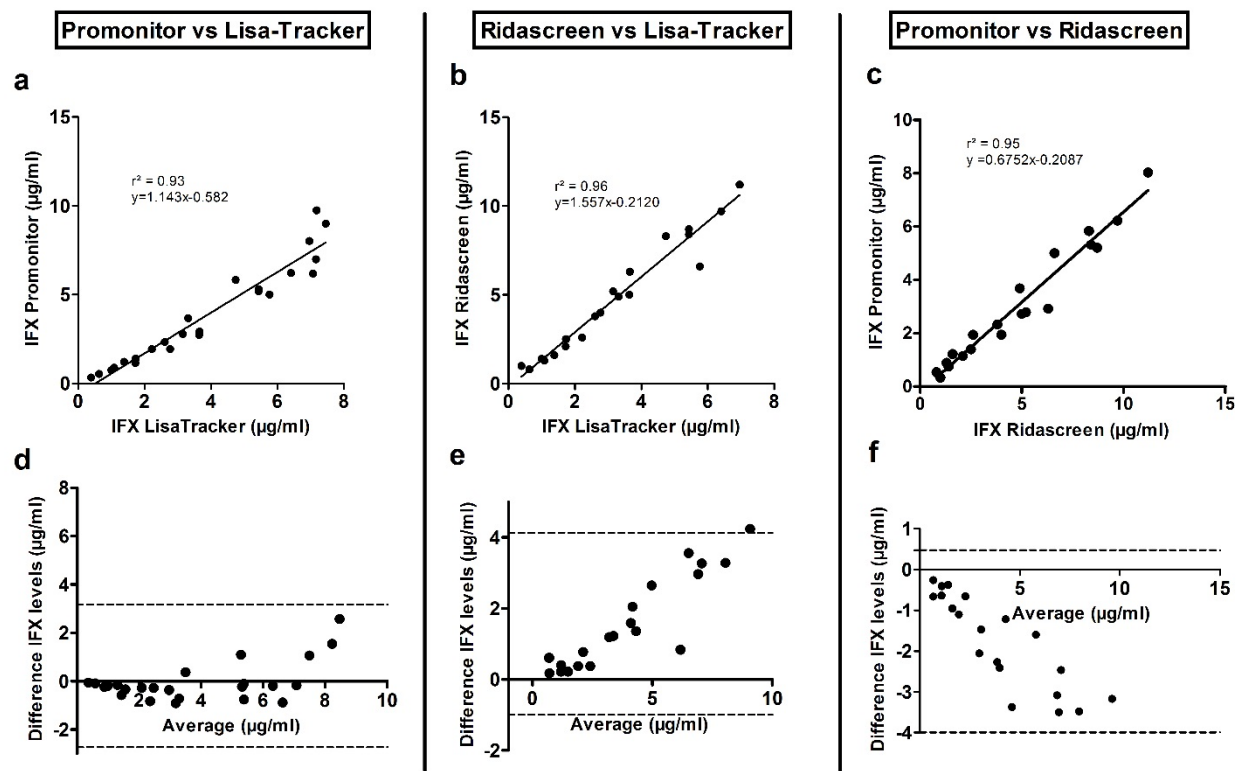 Promonitor vs Lisa-Tracker
Ridascreen vs Lisa-Tracker
Promonitor vs Ridascreen
a
IFX Promonitor (µg/ml)
15
10
5
0
r² = 0.93
y=1.143x-0.582
0 2 4 6 8
IFX LisaTracker (µg/ml)
b
IFX Ridascreen (µg/ml)
15
10
5
0
r² = 0.96
y=1.557x-0.2120
0 2 4 6 8
IFX LisaTracker (µg/ml)
c
IFX Promonitor (µg/ml)
10
8
6
4
2
0
r² = 0.95
y =0.6752x-0.2087
0 5 10 15
IFX Ridascreen (µg/ml)
d
Difference IFX levels (µg/ml)
8
6
4
2
0
-2
2 4 6 8 10
Average (µg/ml)
e
Difference IFX levels (µg/ml)
4
2
0
-2
0 5 10
Average (µg/ml)
f
Difference IFX levels (µg/ml)
1
0
-1
-2
-3
-4
5 10 15
Average (µg/ml)